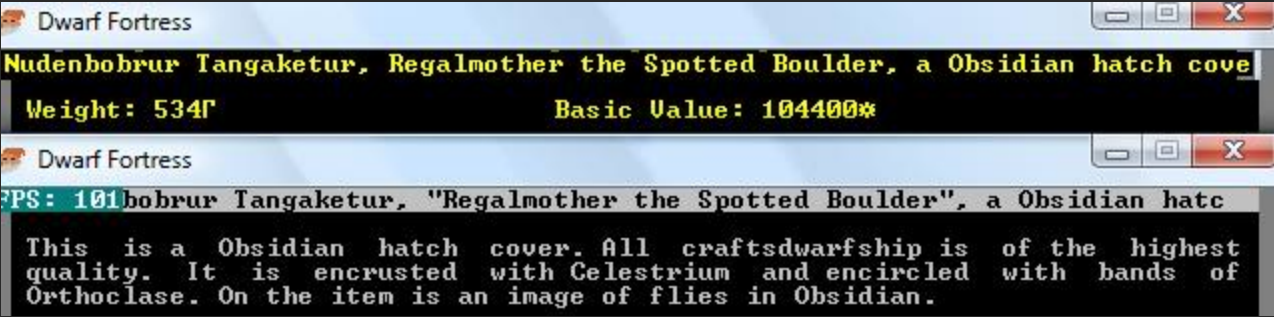 Dwarf Fortress
Nudenbobrur Tangaketur, Regalmother the Spotted Boulder, a Obsidian hatch cove
Weight: 534Γ Basic Value: 104400☼
Dwarf Fortress
FPS: 101bobrur Tangaketur, "Regalmother the Spotted Boulder", a Obsidian hatc
This is a Obsidian hatch cover. All craftsdwarfship is of the highest
quality. It is encrusted with Celestrium and encircled with bands of
Orthoclase. On the item is an image of flies in Obsidian.